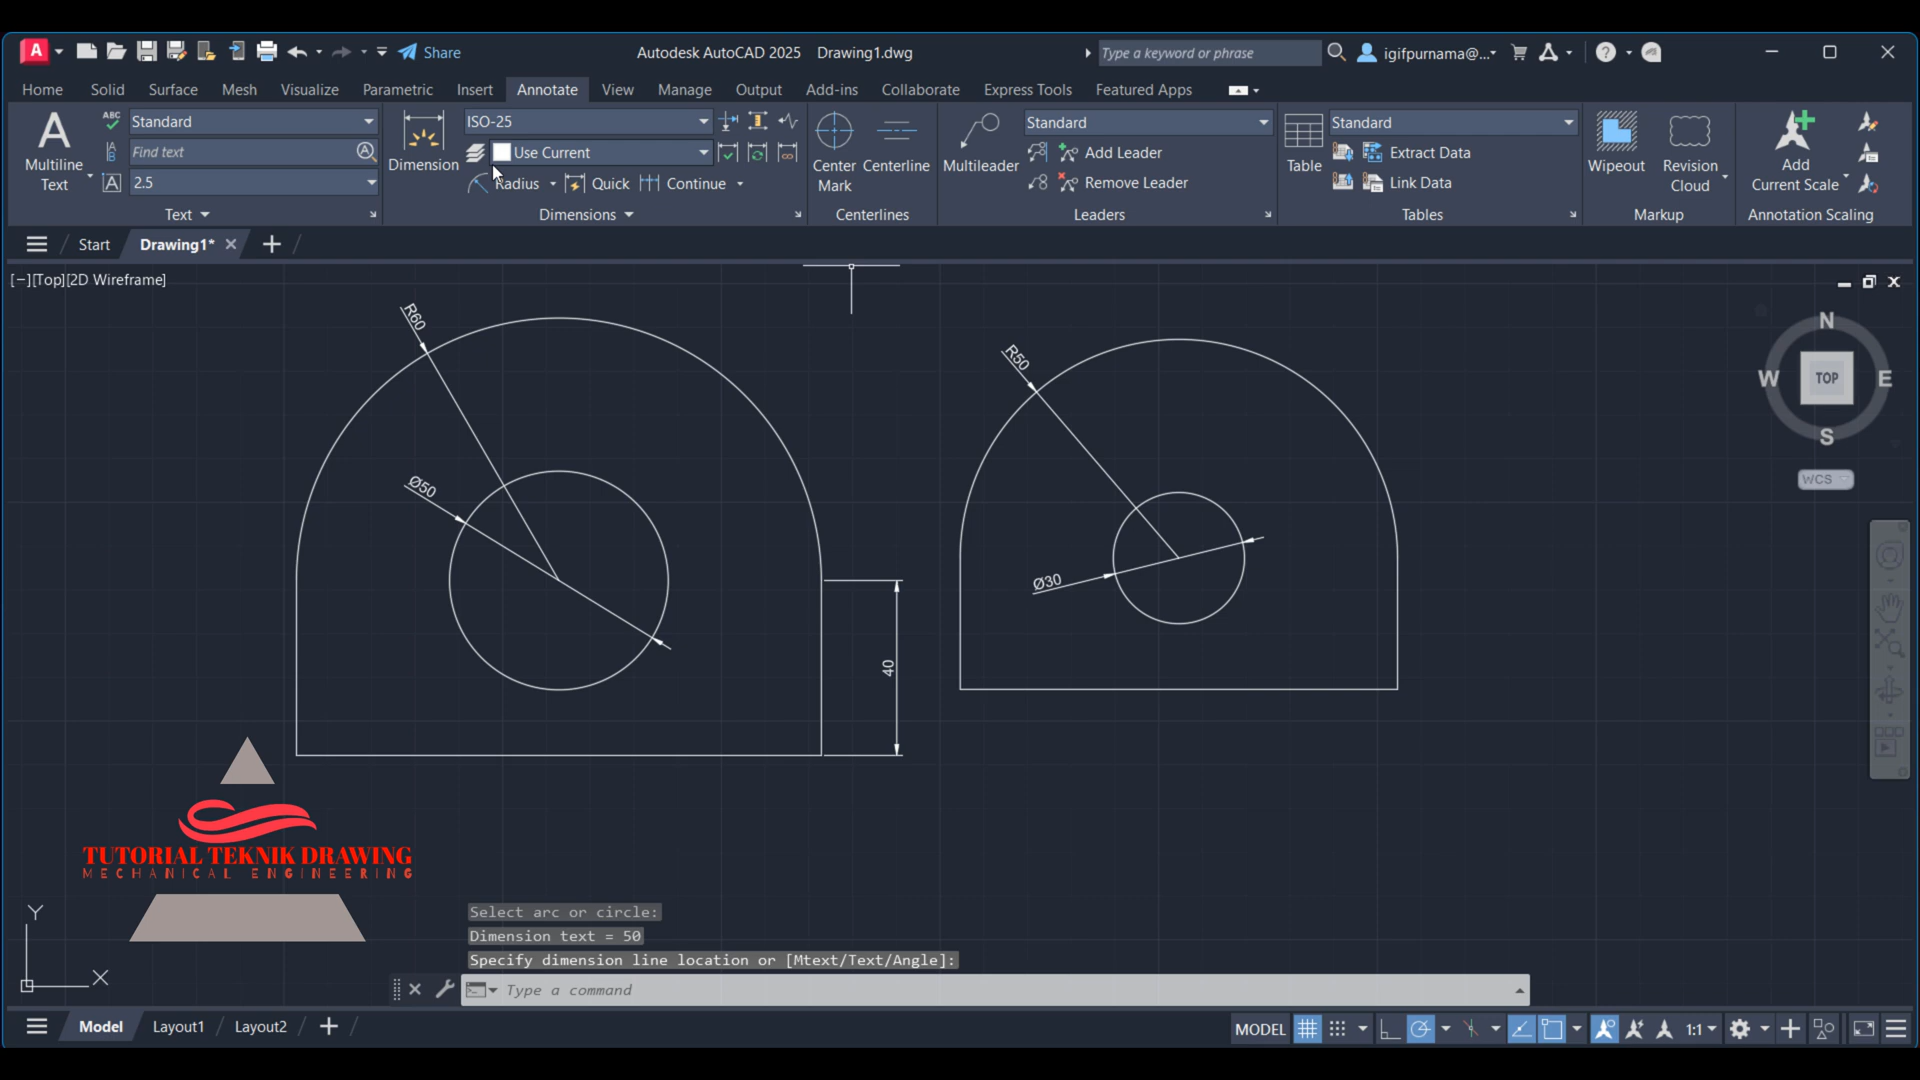 A Share Autodesk AutoCAD 2025 Drawing1.dwg Type a keyword or phrase igifpurnama@...
Home Solid Surface Mesh Visualize Parametric Insert Annotate View Manage Output Add-ins Collaborate Express Tools Featured Apps
ABC Standard ISO-25 Standard Standard
Find text Use Current Add Leader Extract Data
Multiline Text Dimension Center Mark Centerline Multileader Table Wipeout Revision Cloud Add Current Scale
2.5 Radius Quick Continue Remove Leader Link Data
Text Dimensions Centerlines Leaders Tables Markup Annotation Scaling
Start Drawing1*
[−][Top][2D Wireframe]
N
W TOP E
S
WCS
R60
R50
Ø50
Ø30
40
TUTORIAL TEKNIK DRAWING
MECHANICAL ENGINEERING
Y
X
Select arc or circle:
Dimension text = 50
Specify dimension line location or [Mtext/Text/Angle]:
Type a command
Model Layout1 Layout2 MODEL 1:1